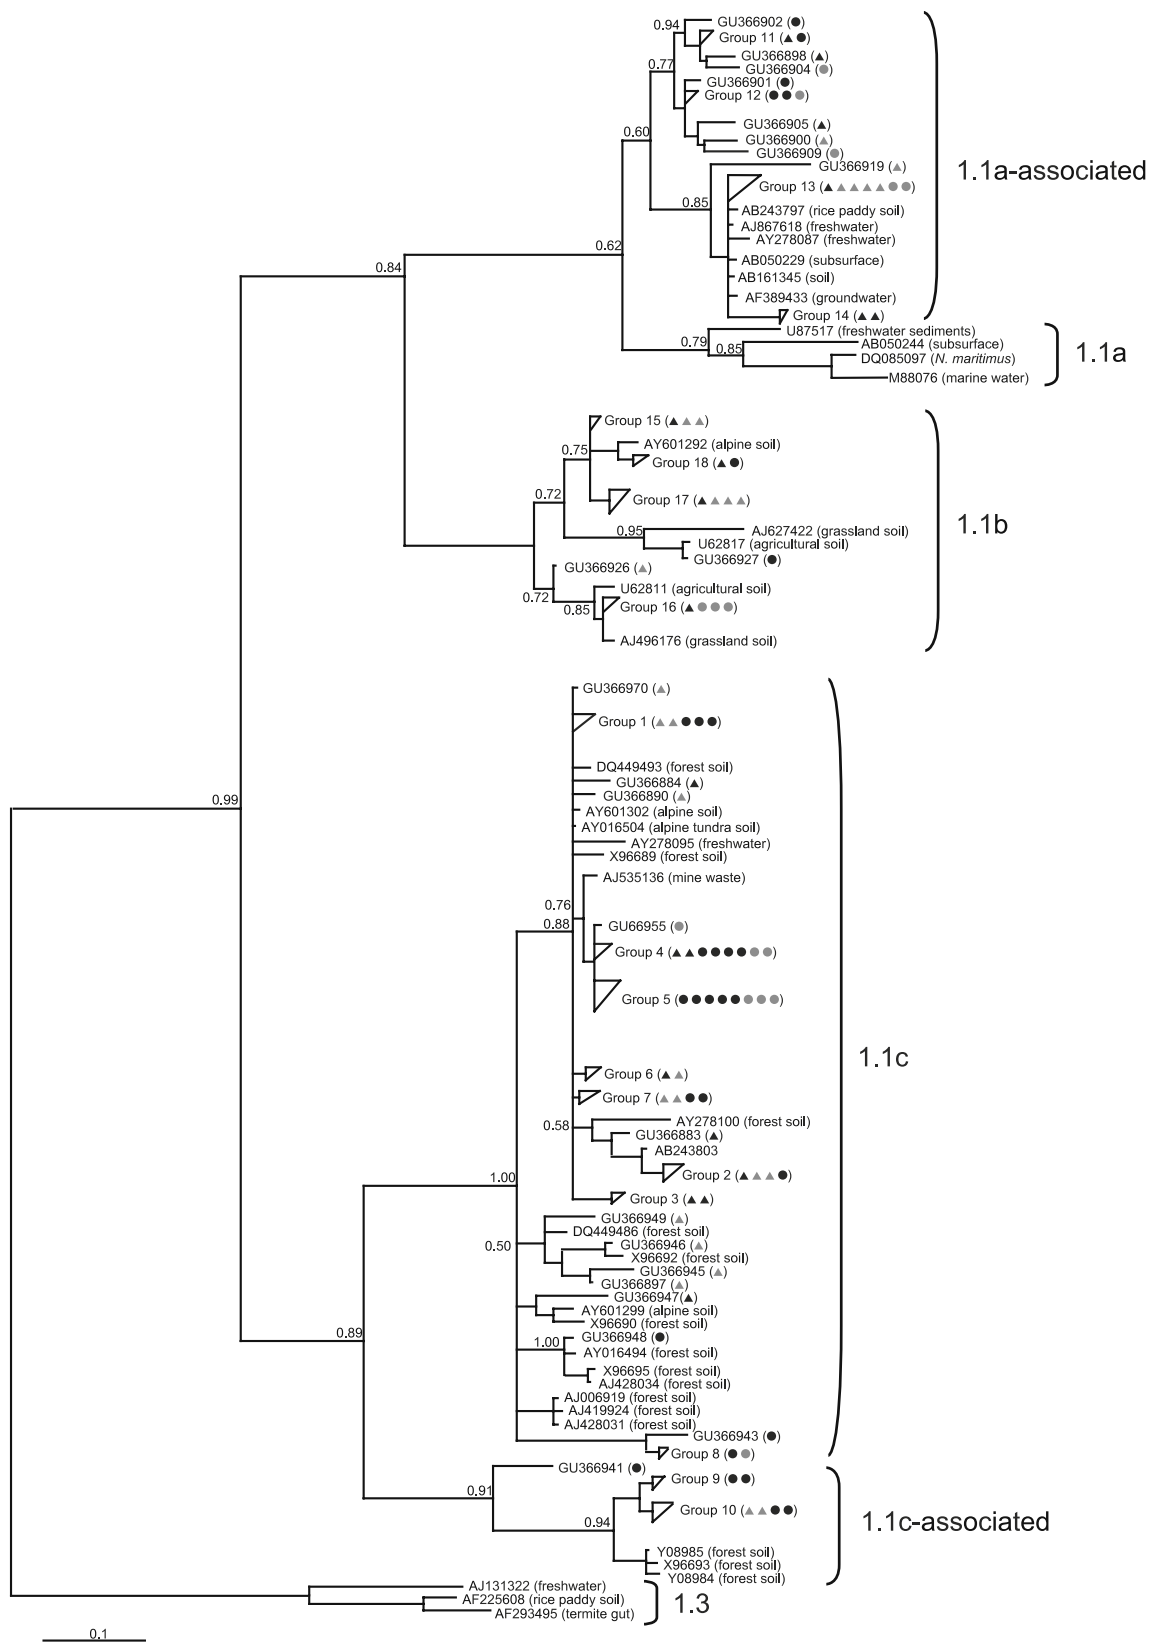 GU366902 (●)
0.94
Group 11 (▲ ●)
GU366898 (▲)
0.77
GU366904 (●)
GU366901 (●)
Group 12 (● ● ●)
GU366905 (▲)
0.60
GU366900 (▲)
GU366909 (●)
GU366919 (▲)
1.1a-associated
Group 13 (▲ ▲ ▲ ▲ ▲ ● ●)
0.85
AB243797 (rice paddy soil)
AJ867618 (freshwater)
AY278087 (freshwater)
0.62
AB050229 (subsurface)
0.84
AB161345 (soil)
AF389433 (groundwater)
Group 14 (▲ ▲)
U87517 (freshwater sediments)
0.79
AB050244 (subsurface)
0.85
1.1a
DQ085097 (N. maritimus)
M88076 (marine water)
Group 15 (▲ ▲ ▲)
AY601292 (alpine soil)
0.75
Group 18 (▲ ●)
0.72
Group 17 (▲ ▲ ▲ ▲)
1.1b
0.95
AJ627422 (grassland soil)
U62817 (agricultural soil)
GU366927 (●)
GU366926 (▲)
U62811 (agricultural soil)
0.72
0.85
Group 16 (▲ ● ● ●)
AJ496176 (grassland soil)
GU366970 (▲)
Group 1 (▲ ▲ ● ● ●)
DQ449493 (forest soil)
GU366884 (▲)
GU366890 (▲)
0.99
AY601302 (alpine soil)
AY016504 (alpine tundra soil)
AY278095 (freshwater)
X96689 (forest soil)
AJ535136 (mine waste)
0.76
0.88
GU66955 (●)
Group 4 (▲ ▲ ● ● ● ● ● ●)
Group 5 (● ● ● ● ● ● ● ●)
1.1c
Group 6 (▲ ▲)
Group 7 (▲ ▲ ● ●)
0.58
AY278100 (forest soil)
GU366883 (▲)
AB243803
Group 2 (▲ ▲ ▲ ●)
1.00
Group 3 (▲ ▲)
GU366949 (▲)
DQ449486 (forest soil)
0.50
GU366946 (▲)
X96692 (forest soil)
GU366945 (▲)
GU366897 (▲)
GU366947(▲)
AY601299 (alpine soil)
X96690 (forest soil)
0.89
1.00
GU366948 (●)
AY016494 (forest soil)
X96695 (forest soil)
AJ428034 (forest soil)
AJ006919 (forest soil)
AJ419924 (forest soil)
AJ428031 (forest soil)
GU366943 (●)
Group 8 (● ●)
GU366941 (●)
Group 9 (● ●)
0.91
Group 10 (▲ ▲ ● ●)
0.94
1.1c-associated
Y08985 (forest soil)
X96693 (forest soil)
Y08984 (forest soil)
AJ131322 (freshwater)
AF225608 (rice paddy soil)
1.3
AF293495 (termite gut)
0.1